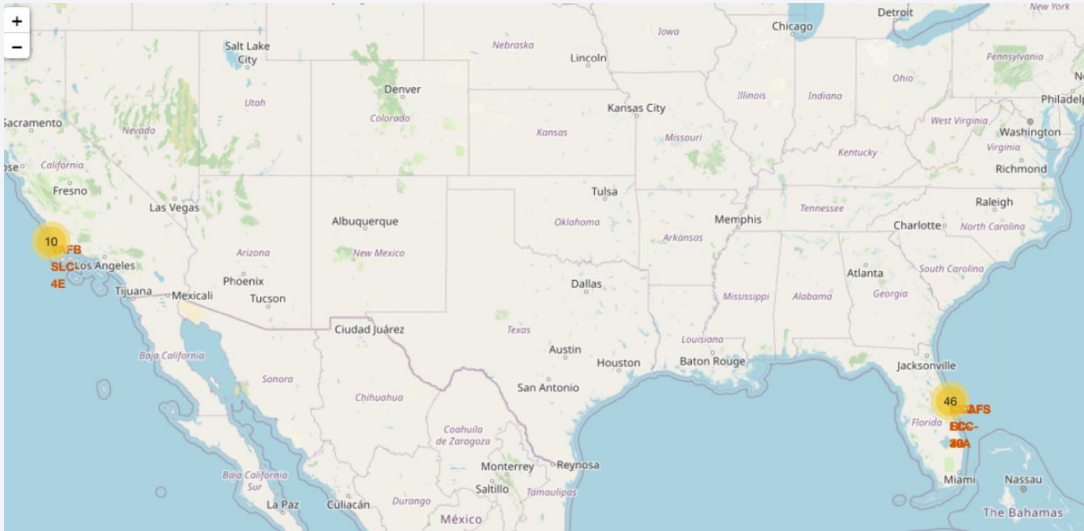 +
−
Salt Lake
City
Nebraska
Iowa
Chicago
Detroit
New York
Lincoln
Pennsylvania
Ohio
Illinois
Indiana
Denver
Utah
Colorado
Kansas City
Philadelp
Sacramento
Nevada
Kansas
Missouri
West Virginia
Washington
California
Kentucky
Virginia
Richmond
Fresno
Las Vegas
Tulsa
Raleigh
Albuquerque
Oklahoma
Memphis
Tennessee
Charlotte
North Carolina
10
Arizona
New Mexico
Arkansas
Los Angeles
SLC-
4E
Phoenix
Atlanta
South Carolina
Tijuana
Mexicali
Tucson
Dallas
Mississippi
Alabama
Georgia
Ciudad Juárez
Texas
Louisiana
Baja California
Austin
Houston
Baton Rouge
Jacksonville
Sonora
San Antonio
Chihuahua
46
Florida
Coahuila
de Zaragoza
Baja California
Sur
Monterrey
Reynosa
Saltillo
Miami
Nassau
La Paz
Culiacán
Durango
Tamaulipas
México
The Bahamas